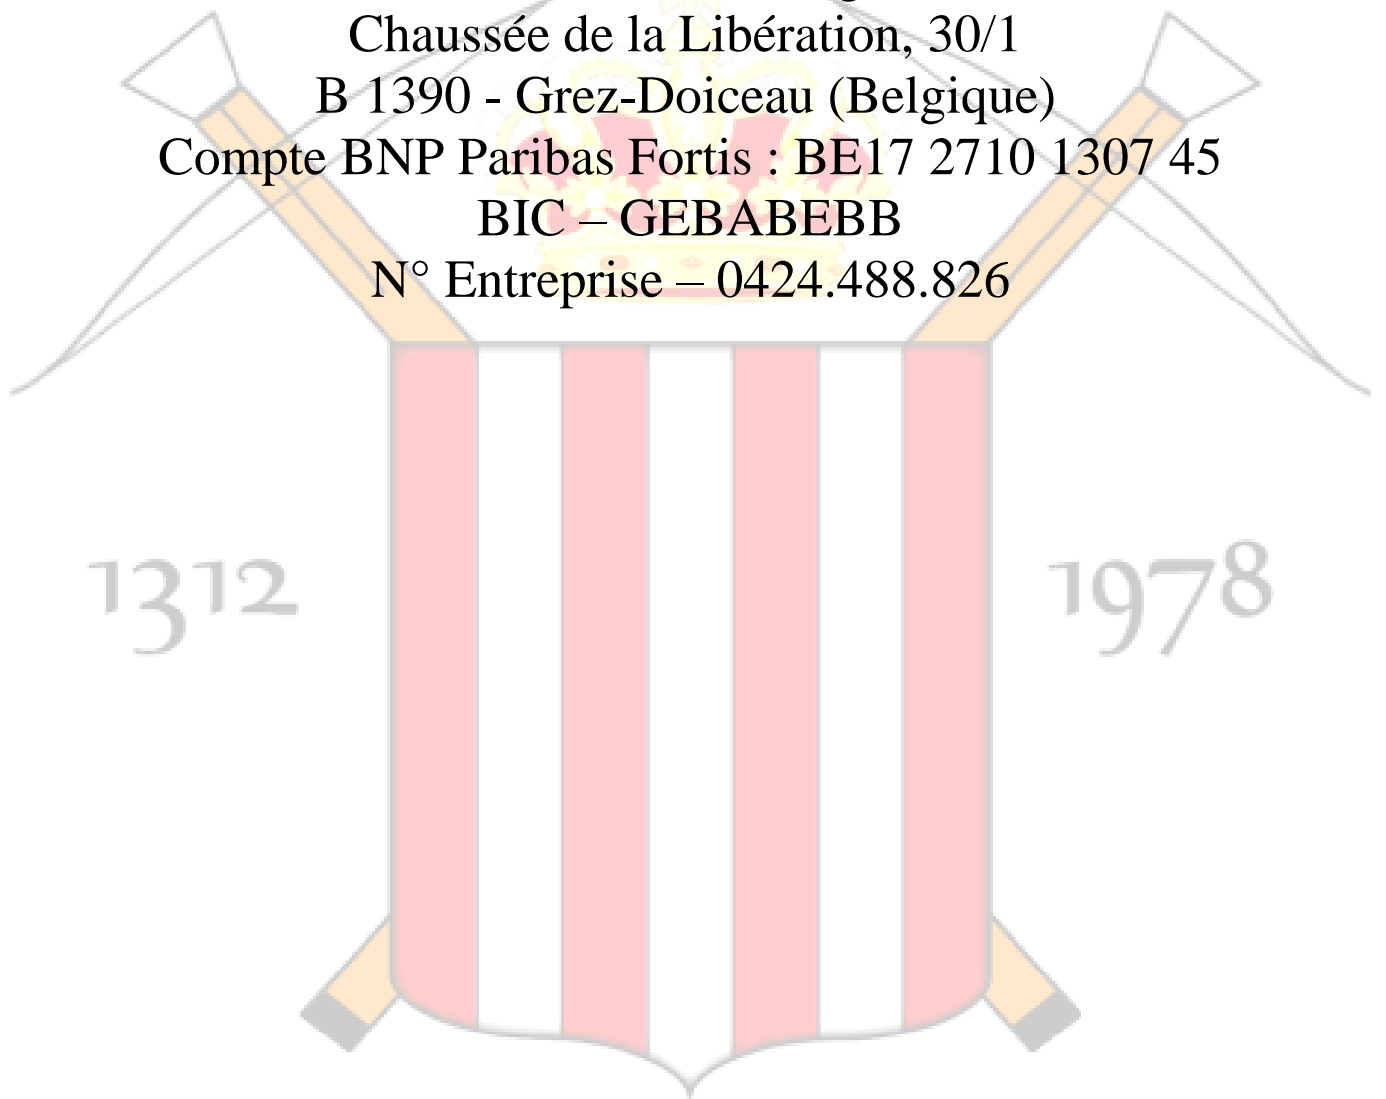 Chaussée de la Libération, 30/1
B 1390 - Grez-Doiceau (Belgique)
Compte BNP Paribas Fortis : BE17 2710 1307 45
BIC – GEBABEBB
N° Entreprise – 0424.488.826
1312
1978